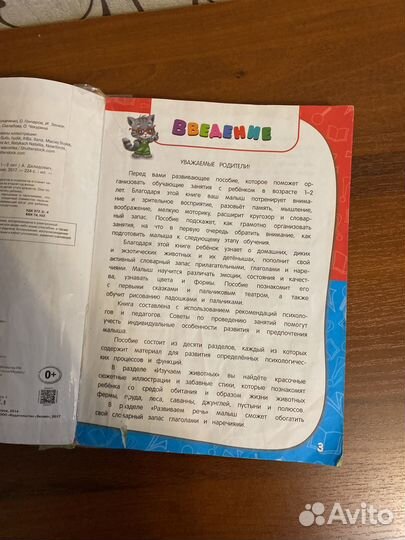 ВВЕДЕНИЕ
УВАЖАЕМЫЕ РОДИТЕЛИ!
Перед вами развивающее пособие, которое поможет ор-
ганизовать обучающие занятия с ребёнком в возрасте 1–2
лет. Благодаря этой книге ваш малыш потренирует внима-
ние и зрительное восприятие, разовьёт память, мышление,
воображение, мелкую моторику, расширит кругозор и словар-
ный запас. Пособие подскажет, как грамотно организовать
занятия, на что в первую очередь обратить внимание, как
подготовить малыша к следующему этапу обучения.
Благодаря этой книге ребёнок узнает о домашних, диких
и экзотических животных и их детёнышах, пополнит свой
активный словарный запас прилагательными, глаголами и наре-
чиями. Малыш научится различать эмоции, состояния и качест-
ва, узнавать цвета и формы. Пособие познакомит его
с первыми сказками и пальчиковым театром, а также
обучит рисованию ладошками и пальчиками.
Книга составлена с использованием рекомендаций психоло-
гов и педагогов. Советы по проведению занятий помогут
учесть индивидуальные особенности развития и предпочтения
малыша.
Пособие состоит из десяти разделов, каждый из которых
содержит материал для развития определённых психологичес-
ких процессов и функций.
В разделе «Изучаем животных» вы найдёте красочные
сюжетные иллюстрации и забавные стихи, которые познакомят
ребёнка со средой обитания и образом жизни животных
фермы, пруда, леса, саванны, джунглей, пустыни и полюсов.
В разделе «Развиваем речь» малыш сможет обогатить
свой словарный запас глаголами и наречиями.
3
0+
Avito